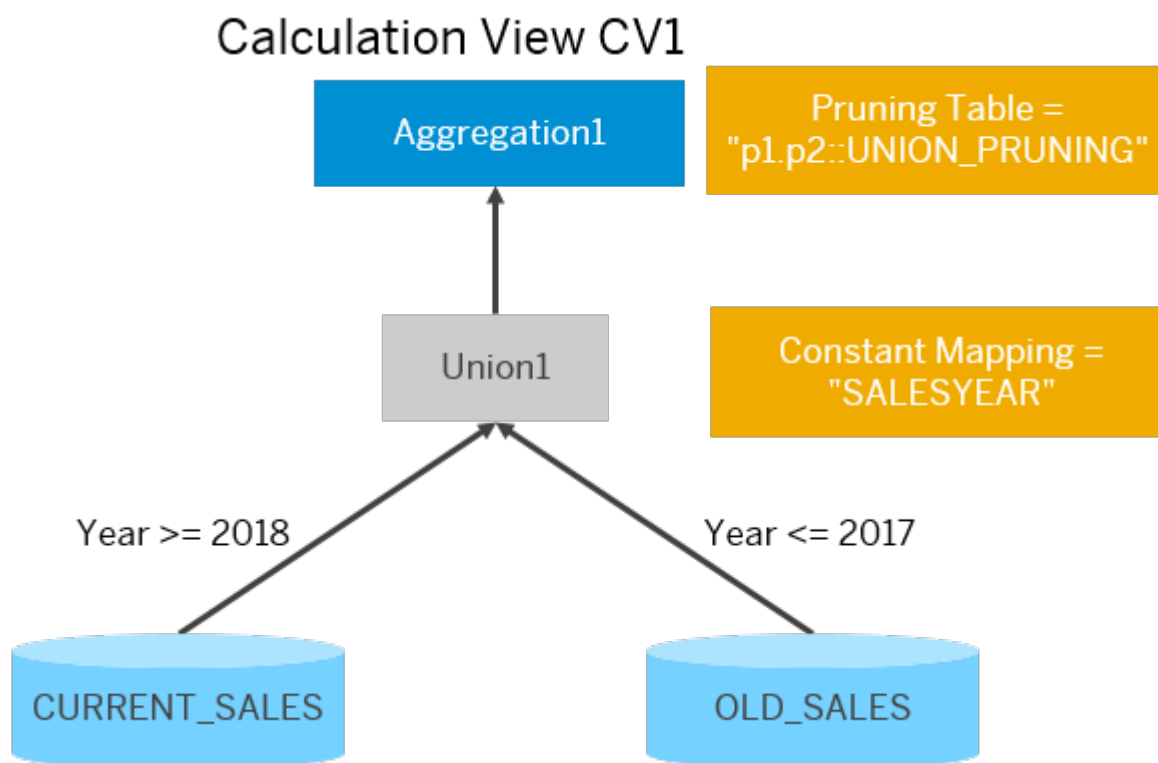 Calculation View CV1
Aggregation1
Pruning Table =
"p1.p2::UNION_PRUNING"
Union1
Constant Mapping =
"SALESYEAR"
Year >= 2018
Year <= 2017
CURRENT_SALES
OLD_SALES